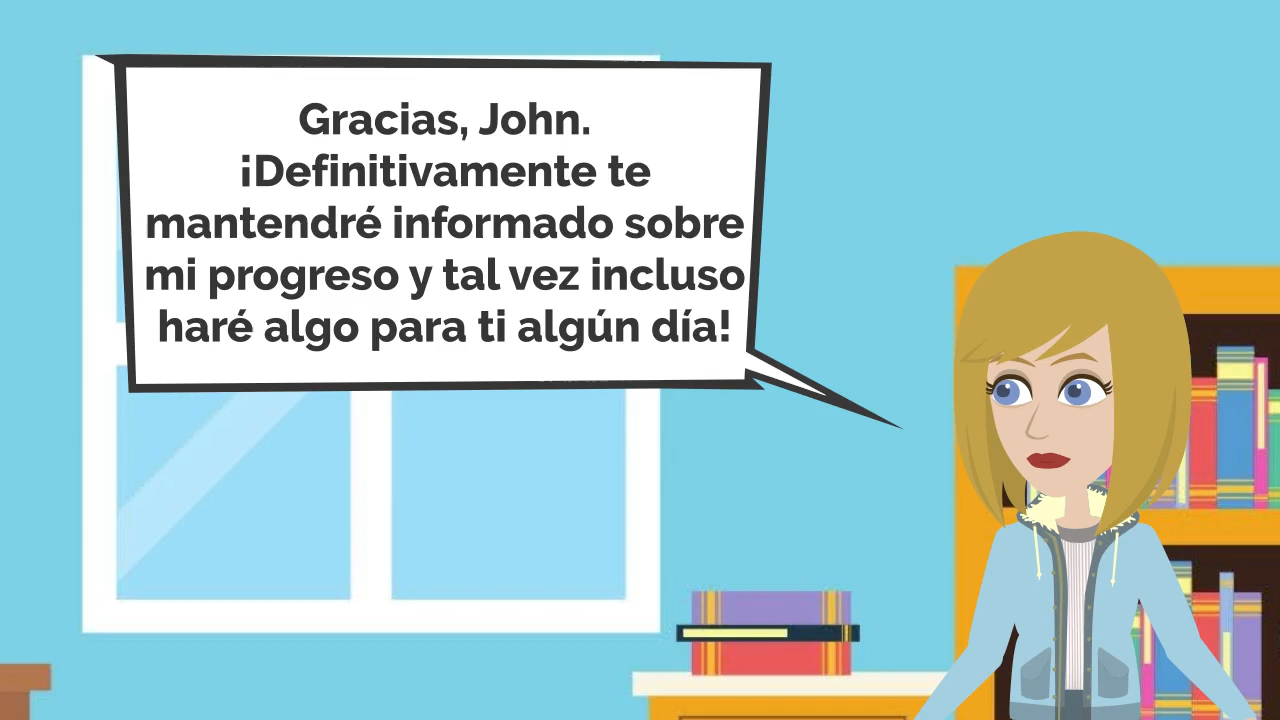 Gracias, John.
¡Definitivamente te
mantendré informado sobre
mi progreso y tal vez incluso
haré algo para ti algún día!